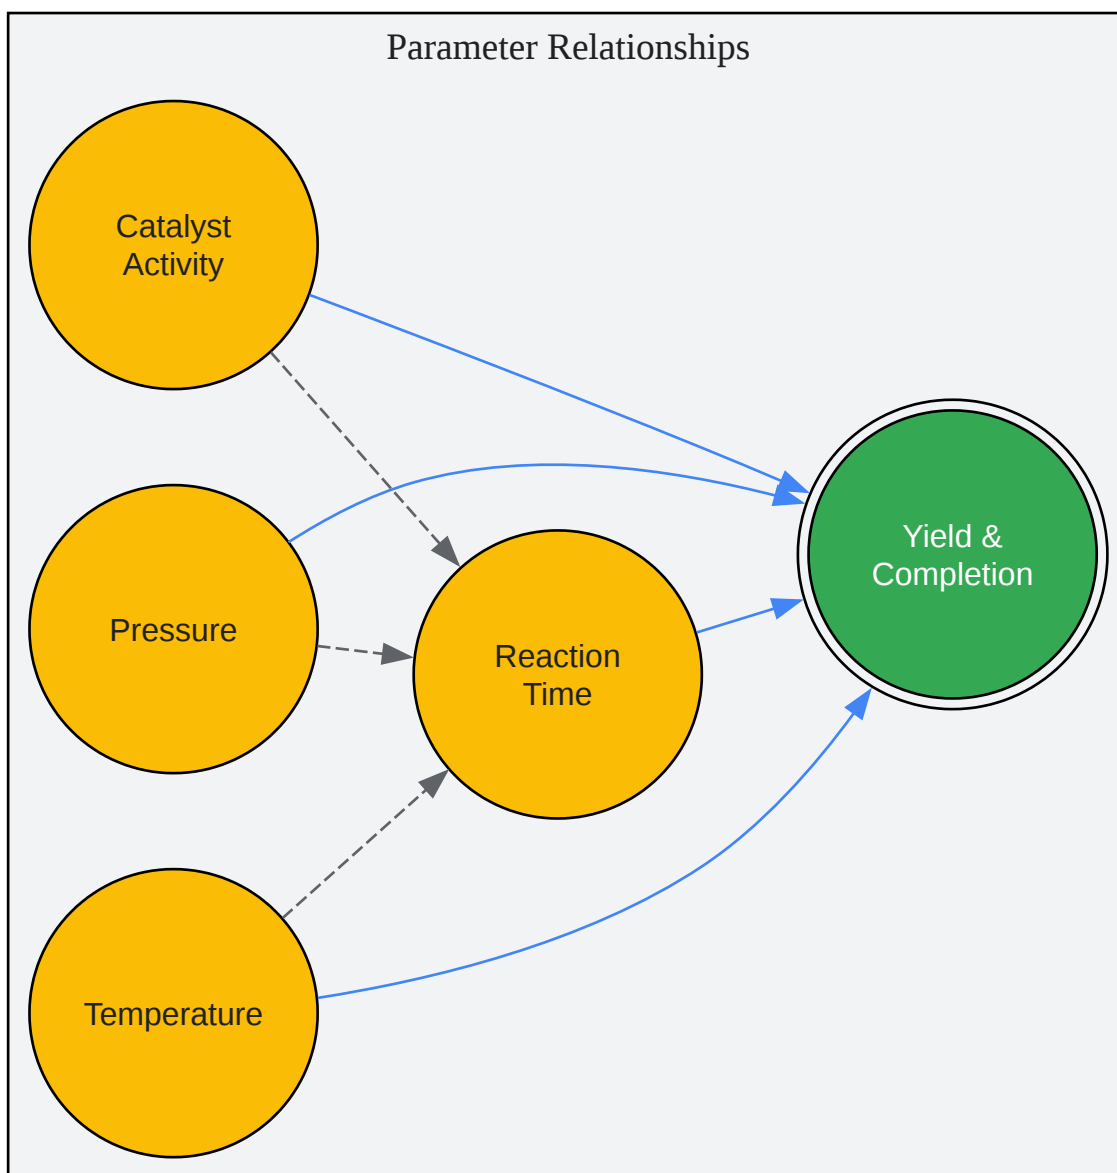 Parameter Relationships
Catalyst
Activity
Pressure
Reaction
Time
Yield &
Completion
Temperature